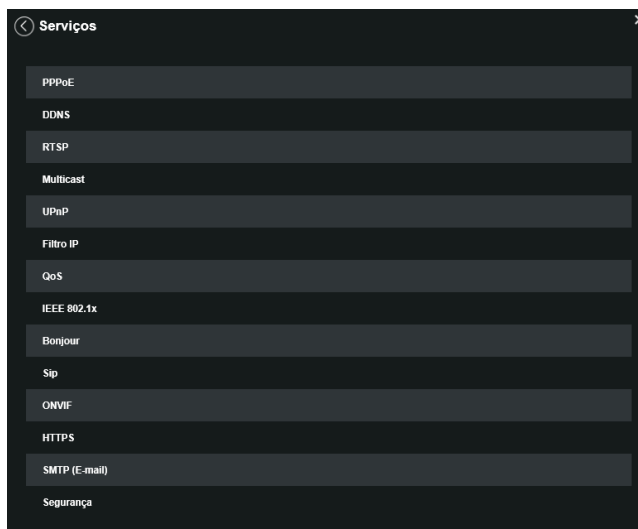 Serviços
PPPoE
DDNS
RTSP
Multicast
UPnP
Filtro IP
QoS
IEEE 802.1x
Bonjour
Sip
ONVIF
HTTPS
SMTP (E-mail)
Segurança